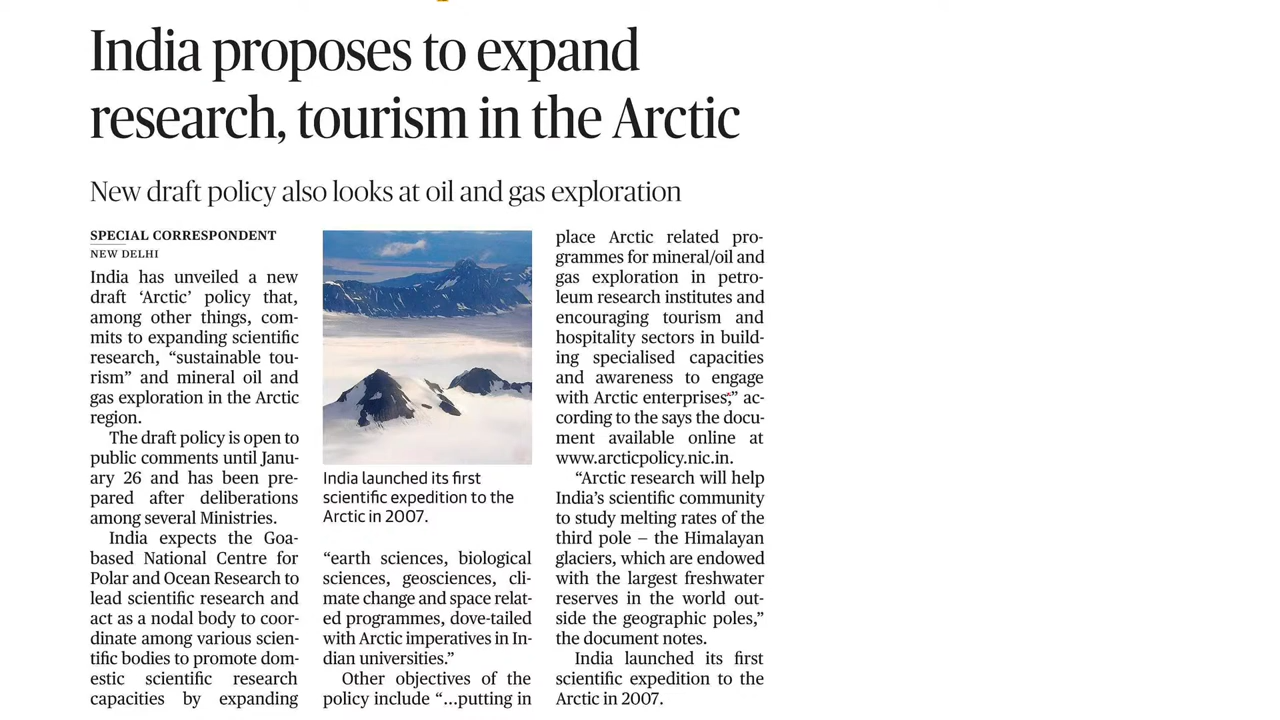 India proposes to expand
research, tourism in the Arctic
New draft policy also looks at oil and gas exploration
SPECIAL CORRESPONDENT
NEW DELHI
India has unveiled a new
draft ‘Arctic’ policy that,
among other things, com-
mits to expanding scientific
research, “sustainable tou-
rism” and mineral oil and
gas exploration in the Arctic
region.
The draft policy is open to
public comments until Janu-
ary 26 and has been pre-
pared after deliberations
among several Ministries.
India expects the Goa-
based National Centre for
Polar and Ocean Research to
lead scientific research and
act as a nodal body to coor-
dinate among various scien-
tific bodies to promote dom-
estic scientific research
capacities by expanding
India launched its first
scientific expedition to the
Arctic in 2007.
“earth sciences, biological
sciences, geosciences, cli-
mate change and space relat-
ed programmes, dove-tailed
with Arctic imperatives in In-
dian universities.”
Other objectives of the
policy include “...putting in
place Arctic related pro-
grammes for mineral/oil and
gas exploration in petro-
leum research institutes and
encouraging tourism and
hospitality sectors in build-
ing specialised capacities
and awareness to engage
with Arctic enterprises,” ac-
cording to the says the docu-
ment available online at
www.arcticpolicy.nic.in.
“Arctic research will help
India’s scientific community
to study melting rates of the
third pole – the Himalayan
glaciers, which are endowed
with the largest freshwater
reserves in the world out-
side the geographic poles,”
the document notes.
India launched its first
scientific expedition to the
Arctic in 2007.